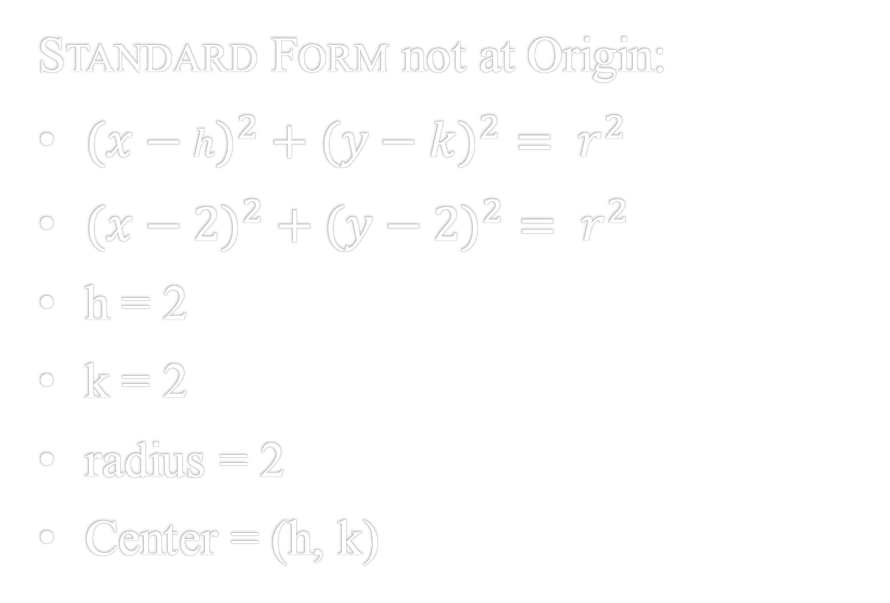 STANDARD FORM not at Origin:
• (x − h)² + (y − k)² = r²
• (x − 2)² + (y − 2)² = r²
• h = 2
• k = 2
• radius = 2
• Center = (h, k)